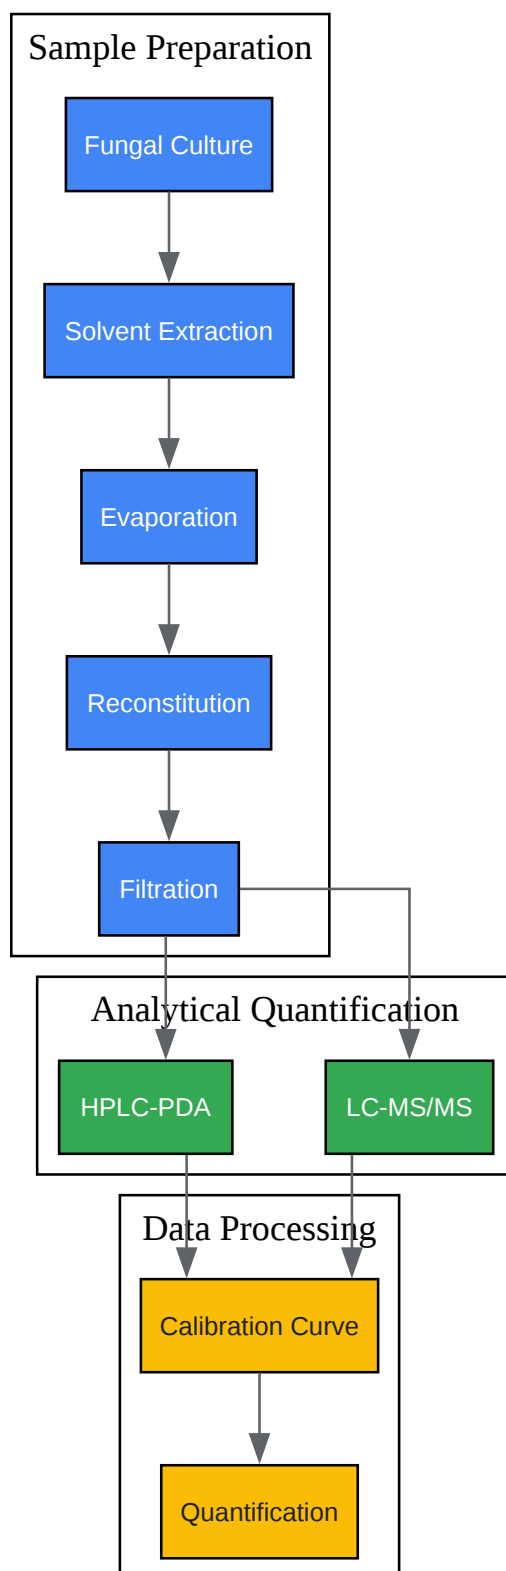 Sample Preparation
Fungal Culture
Solvent Extraction
Evaporation
Reconstitution
Filtration
Analytical Quantification
HPLC-PDA
LC-MS/MS
Data Processing
Calibration Curve
Quantification